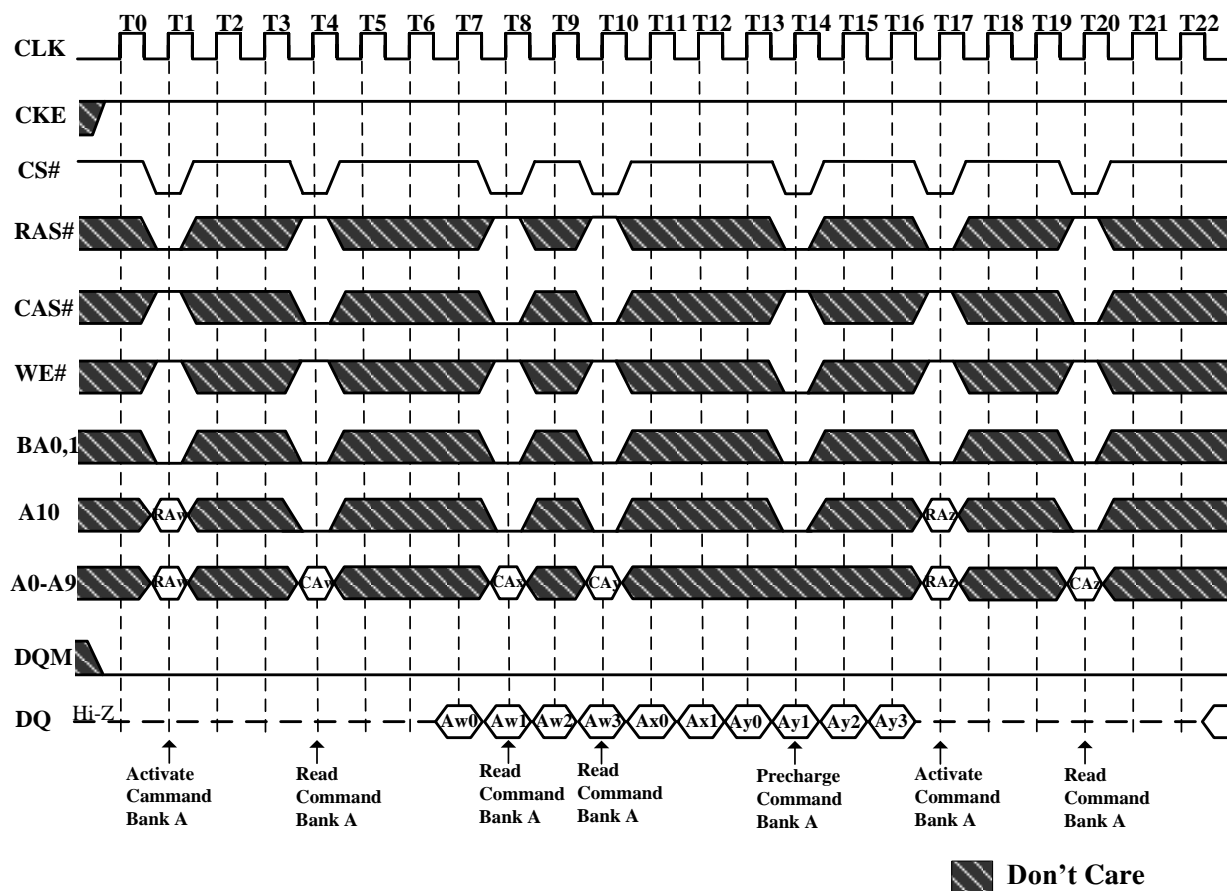 T0 T1 T2 T3 T4 T5 T6 T7 T8 T9 T10 T11 T12 T13 T14 T15 T16 T17 T18 T19 T20 T21 T22
CLK
CKE
CS#
RAS#
CAS#
WE#
BA0,1
A10 RAw RAz
A0-A9 RAw CAw CAx CAy RAz CAz
DQM
DQ Hi-Z Aw0 Aw1 Aw2 Aw3 Ax0 Ax1 Ay0 Ay1 Ay2 Ay3
Activate
Cammand
Bank A
Read
Command
Bank A
Read
Command
Bank A
Read
Command
Bank A
Precharge
Command
Bank A
Activate
Command
Bank A
Read
Command
Bank A
Don't Care